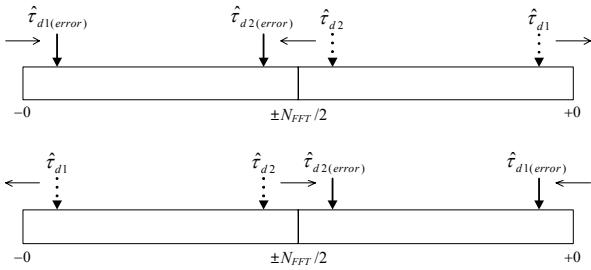 τ̂d1(error) τ̂d2(error) τ̂d2 τ̂d1
−0 ±NFFT/2 +0
τ̂d1 τ̂d2 τ̂d2(error) τ̂d1(error)
−0 ±NFFT/2 +0